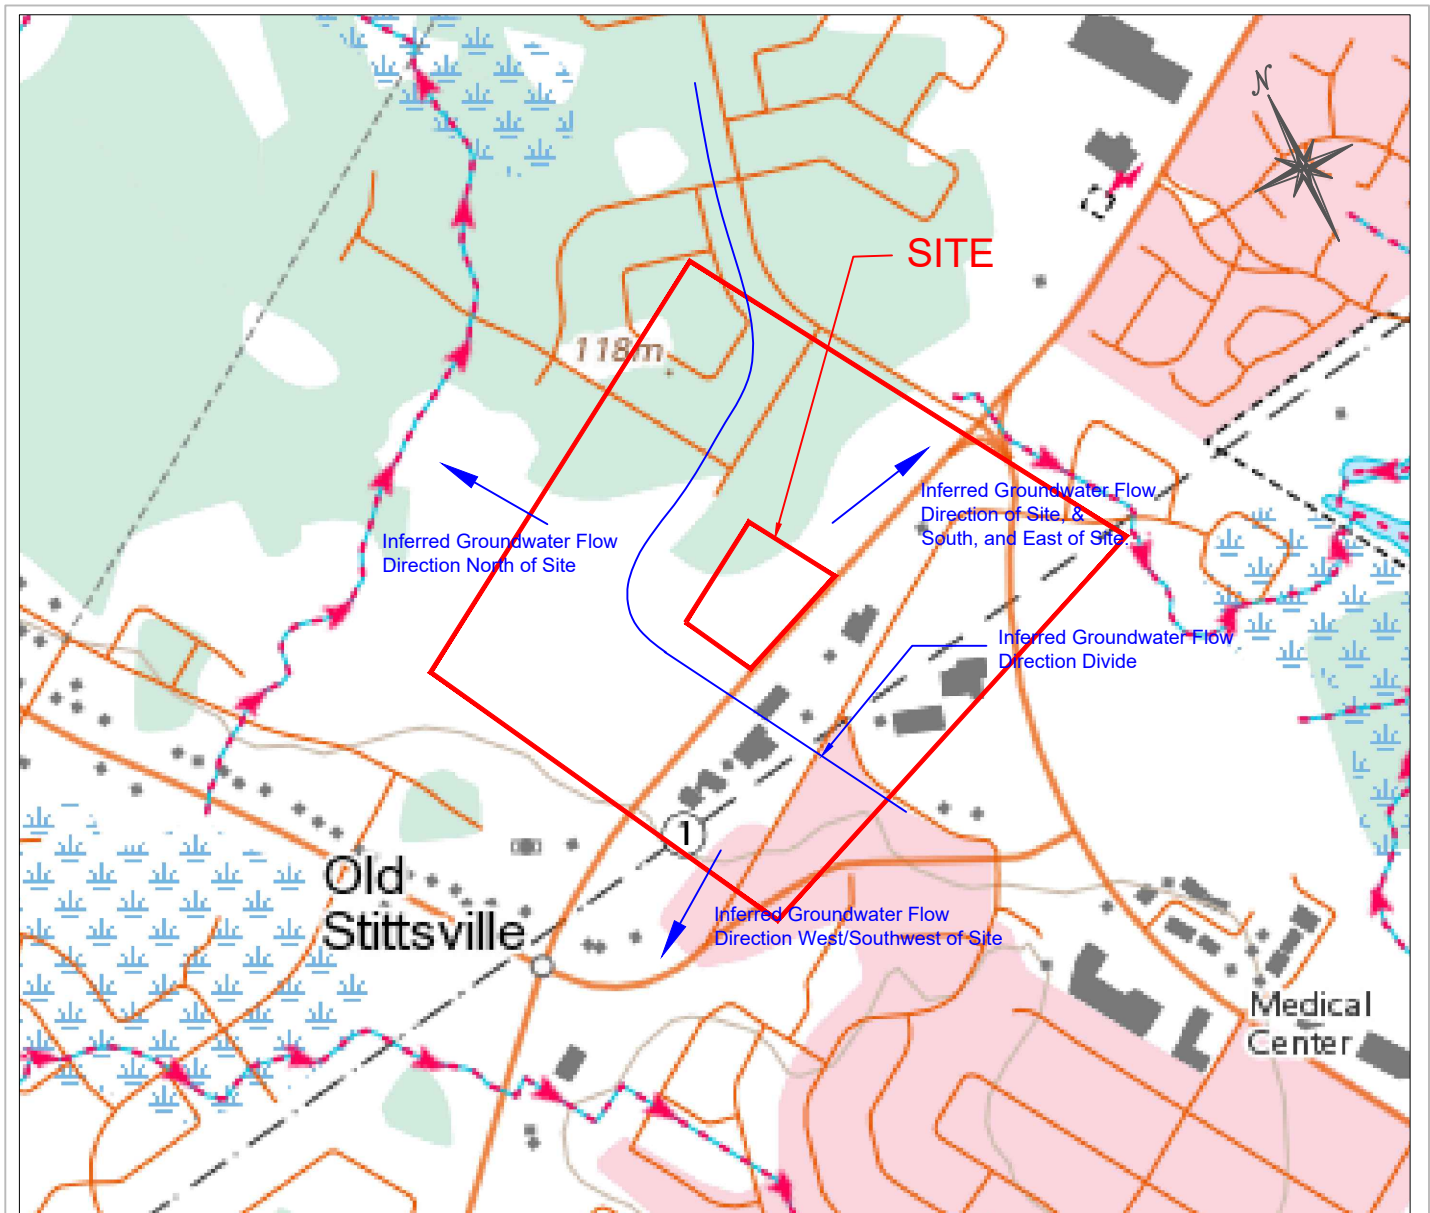 N
SITE
118m
Inferred Groundwater Flow
Direction of Site, &
South, and East of Site.
Inferred Groundwater Flow
Direction North of Site
Inferred Groundwater Flow
Direction Divide
1
Old
Stittsville
Inferred Groundwater Flow
Direction West/Southwest of Site
Medical
Center